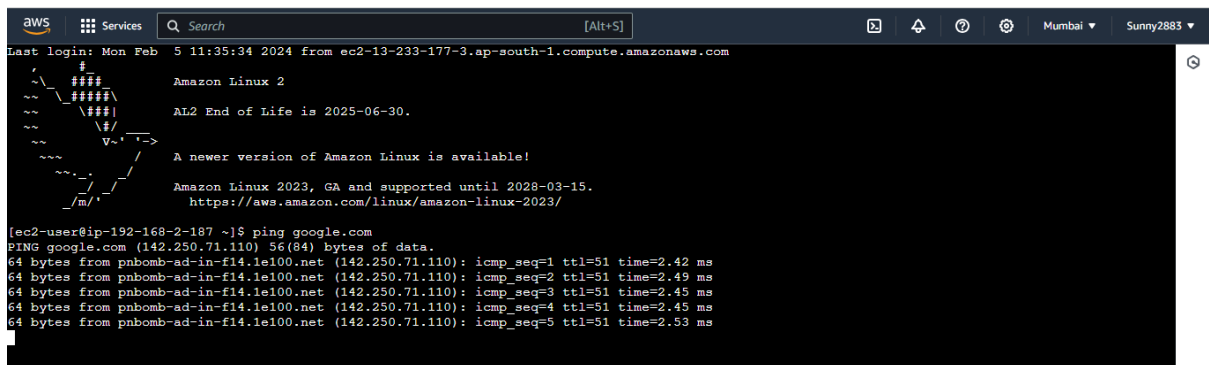 aws Services Search [Alt+S] Mumbai ▼ Sunny2883 ▼
Last login: Mon Feb  5 11:35:34 2024 from ec2-13-233-177-3.ap-south-1.compute.amazonaws.com
   ,     #_
   ~\_  ####_        Amazon Linux 2
  ~~  \_#####\
  ~~     \###|       AL2 End of Life is 2025-06-30.
  ~~       \#/ ___
   ~~       V~' '->
    ~~~         /    A newer version of Amazon Linux is available!
      ~~._.   _/
         _/ _/       Amazon Linux 2023, GA and supported until 2028-03-15.
       _/m/'           https://aws.amazon.com/linux/amazon-linux-2023/
[ec2-user@ip-192-168-2-187 ~]$ ping google.com
PING google.com (142.250.71.110) 56(84) bytes of data.
64 bytes from pnbomb-ad-in-f14.1e100.net (142.250.71.110): icmp_seq=1 ttl=51 time=2.42 ms
64 bytes from pnbomb-ad-in-f14.1e100.net (142.250.71.110): icmp_seq=2 ttl=51 time=2.49 ms
64 bytes from pnbomb-ad-in-f14.1e100.net (142.250.71.110): icmp_seq=3 ttl=51 time=2.45 ms
64 bytes from pnbomb-ad-in-f14.1e100.net (142.250.71.110): icmp_seq=4 ttl=51 time=2.45 ms
64 bytes from pnbomb-ad-in-f14.1e100.net (142.250.71.110): icmp_seq=5 ttl=51 time=2.53 ms